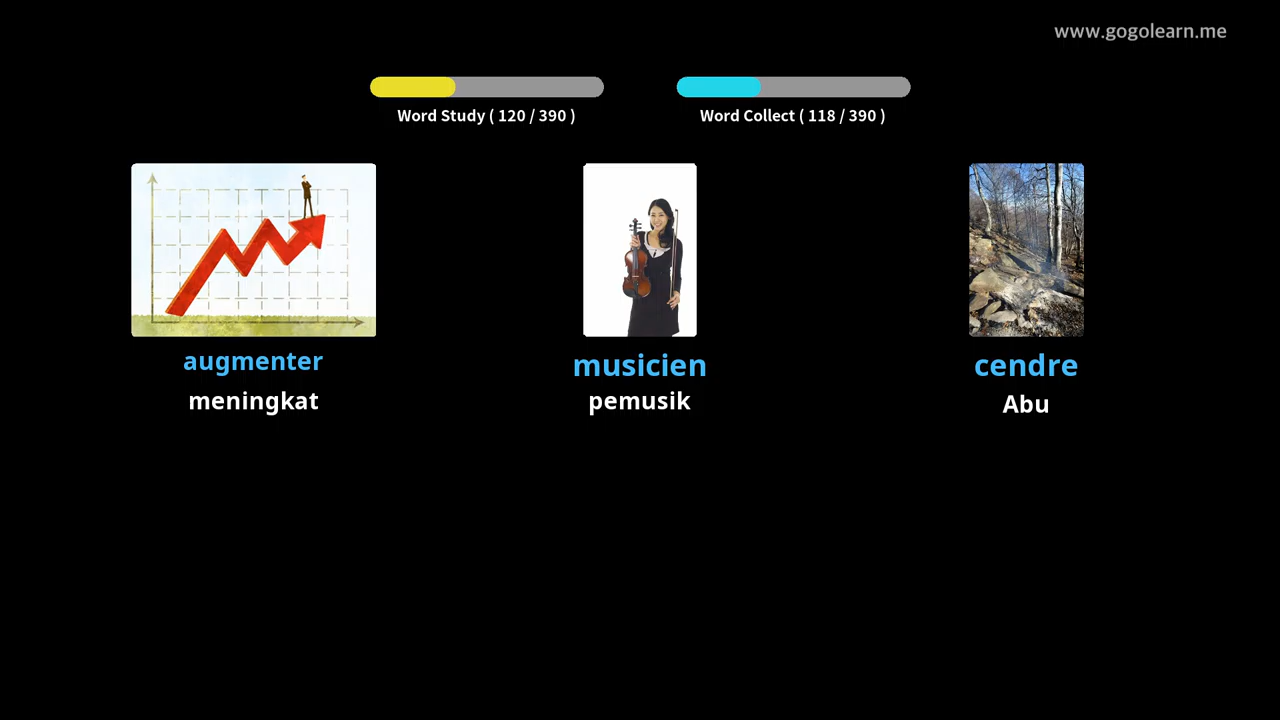 www.gogolearn.me
Word Study ( 120 / 390 )
Word Collect ( 118 / 390 )
augmenter
meningkat
musicien
pemusik
cendre
Abu